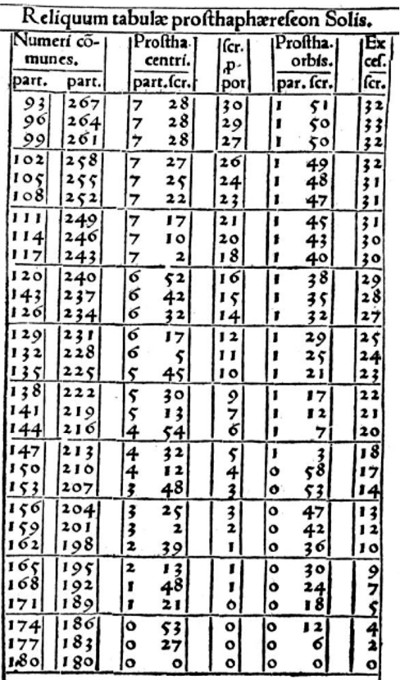 Reliquum tabulæ prosthaphæreseon Solis.
Numeri cō- Prostha. scr. Prostha. Ex
munes. centri. p. orbis. ces.
part. part. part. scr. por par. scr. scr.
93 267 7 28 30 1 51 32
96 264 7 28 29 1 50 33
99 261 7 28 27 1 50 32
102 258 7 27 26 1 49 32
105 255 7 25 24 1 48 31
108 252 7 22 23 1 47 31
111 249 7 17 21 1 45 31
114 246 7 10 20 1 43 30
117 243 7 2 18 1 40 30
120 240 6 52 16 1 38 29
143 237 6 42 15 1 35 28
126 234 6 32 14 1 32 27
129 231 6 17 12 1 29 25
132 228 6 5 11 1 25 24
135 225 5 45 10 1 21 23
138 222 5 30 9 1 17 22
141 219 5 13 7 1 12 21
144 216 4 54 6 1 7 20
147 213 4 32 5 1 3 18
150 210 4 12 4 0 58 17
153 207 3 48 3 0 53 14
156 204 3 25 3 0 47 13
159 201 3 2 2 0 42 12
162 198 2 39 1 0 36 10
165 195 2 13 1 0 30 9
168 192 1 48 1 0 24 7
171 189 1 21 0 0 18 5
174 186 0 53 0 0 12 4
177 183 0 27 0 0 6 2
180 180 0 0 0 0 0 0